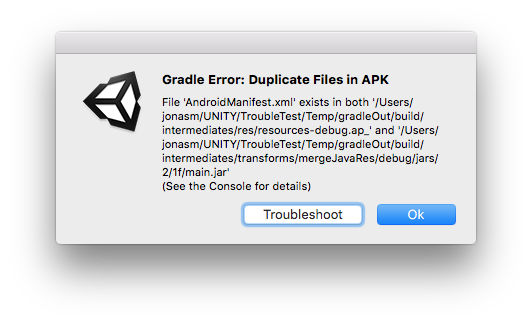 Gradle Error: Duplicate Files in APK
File 'AndroidManifest.xml' exists in both '/Users/
jonasm/UNITY/TroubleTest/Temp/gradleOut/build/
intermediates/res/resources-debug.ap_' and '/Users/
jonasm/UNITY/TroubleTest/Temp/gradleOut/build/
intermediates/transforms/mergeJavaRes/debug/jars/
2/1f/main.jar'
(See the Console for details)
Troubleshoot
Ok